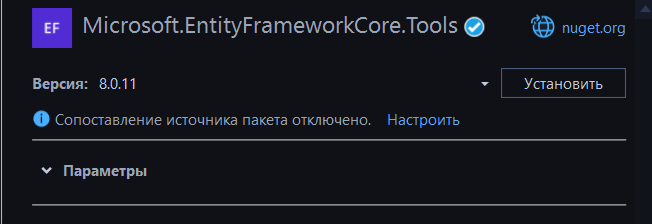 EF Microsoft.EntityFrameworkCore.Tools nuget.org
Версия: 8.0.11 Установить
Сопоставление источника пакета отключено. Настроить
Параметры